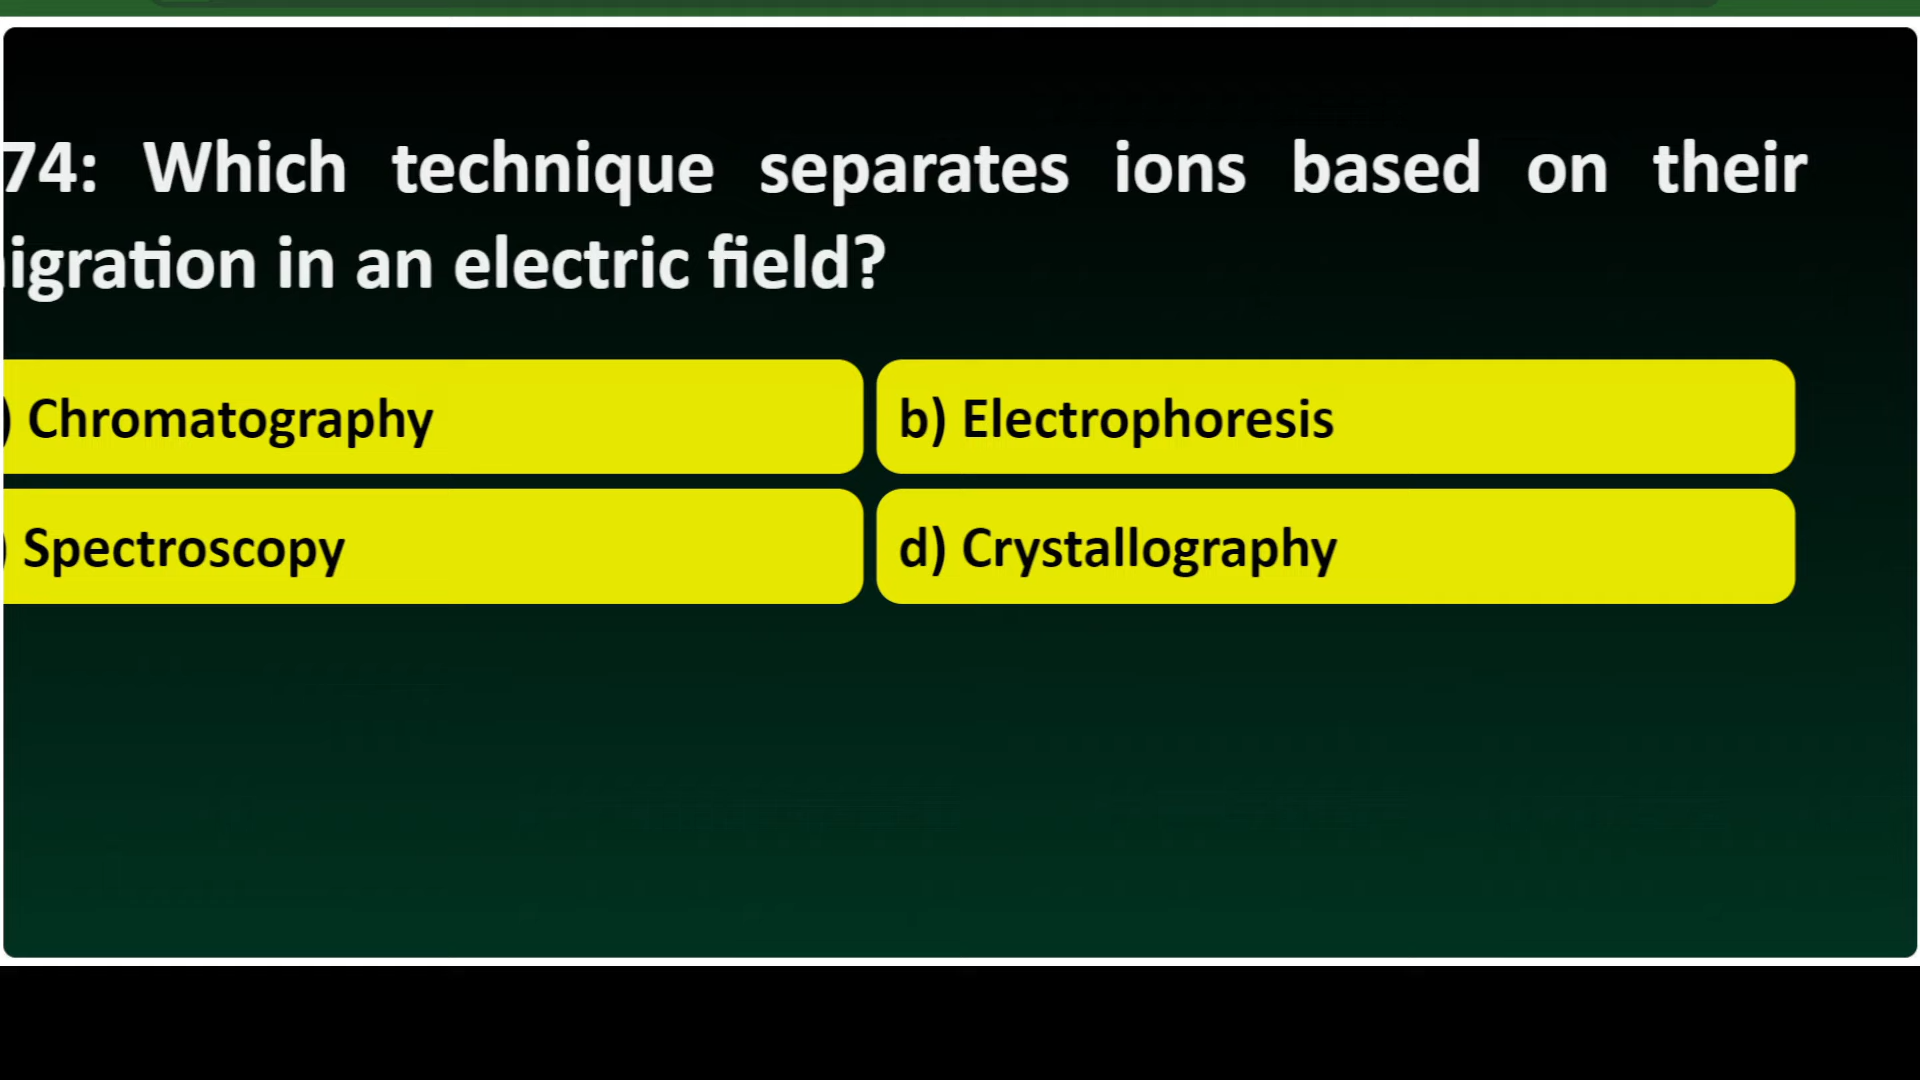 74: Which technique separates ions based on their
igration in an electric field?
) Chromatography
b) Electrophoresis
) Spectroscopy
d) Crystallography